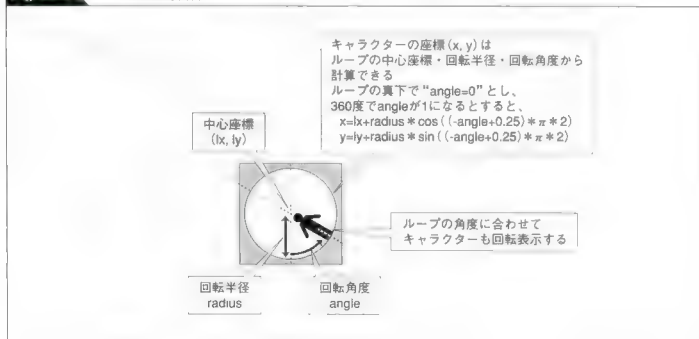 キャラクターの座標(x, y)は
ループの中心座標・回転半径・回転角度から
計算できる
ループの真下で"angle=0"とし、
360度でangleが1になるとすると、
x=lx+radius*cos((-angle+0.25)*π*2)
y=ly+radius*sin((-angle+0.25)*π*2)
中心座標
(lx, ly)
ループの角度に合わせて
キャラクターも回転表示する
回転半径
radius
回転角度
angle